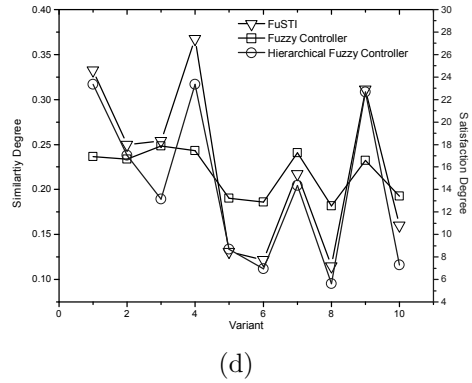 FuSTI
Fuzzy Controller
Hierarchical Fuzzy Controller
Similartiy Degree
0.40
0.35
0.30
0.25
0.20
0.15
0.10
30
28
26
24
22
20
18
16
14
12
10
8
6
4
Satisfaction Degree
0 2 4 6 8 10
Variant
(d)